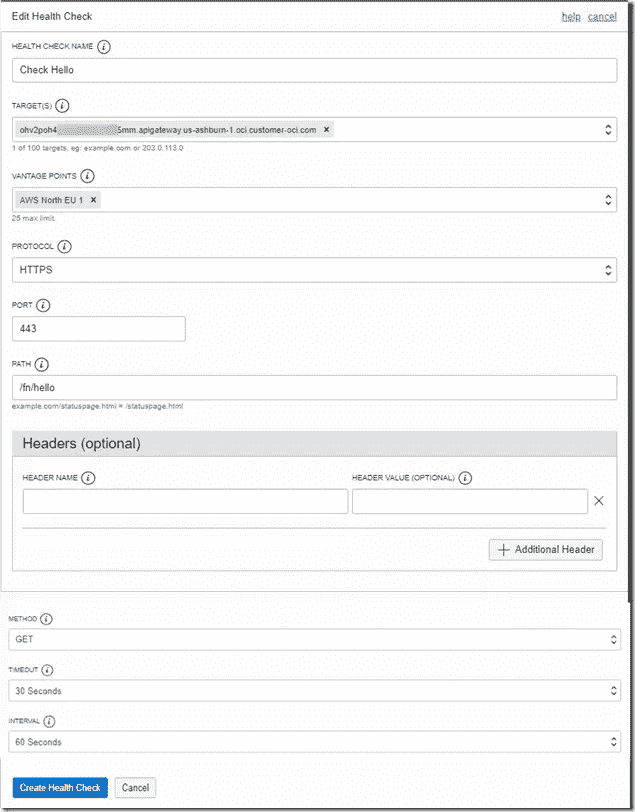 Edit Health Check help cancel
HEALTH CHECK NAME i
Check Hello
TARGET(S) i
ohv2poh4 5mm.apigateway.us-ashburn-1.oci.customer-oci.com ×
1 of 100 targets. eg: example.com or 203.0.113.0
VANTAGE POINTS i
AWS North EU 1 ×
25 max limit.
PROTOCOL i
HTTPS
PORT i
443
PATH i
/fn/hello
example.com/statuspage.html = /statuspage.html
Headers (optional)
HEADER NAME i HEADER VALUE (OPTIONAL) i
×
+ Additional Header
METHOD i
GET
TIMEOUT i
30 Seconds
INTERVAL i
60 Seconds
Create Health Check Cancel